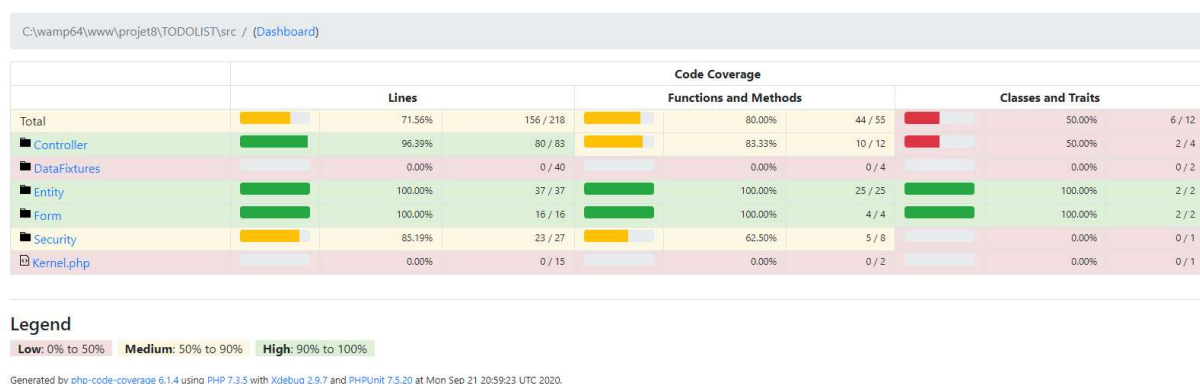 C:\wamp64\www\projet8\TODOLIST\src / (Dashboard)
Code Coverage
Lines Functions and Methods Classes and Traits
Total 71.56% 156 / 218 80.00% 44 / 55 50.00% 6 / 12
Controller 96.39% 80 / 83 83.33% 10 / 12 50.00% 2 / 4
DataFixtures 0.00% 0 / 40 0.00% 0 / 4 0.00% 0 / 2
Entity 100.00% 37 / 37 100.00% 25 / 25 100.00% 2 / 2
Form 100.00% 16 / 16 100.00% 4 / 4 100.00% 2 / 2
Security 85.19% 23 / 27 62.50% 5 / 8 0.00% 0 / 1
Kernel.php 0.00% 0 / 15 0.00% 0 / 2 0.00% 0 / 1
Legend
Low: 0% to 50% Medium: 50% to 90% High: 90% to 100%
Generated by php-code-coverage 6.1.4 using PHP 7.3.5 with Xdebug 2.9.7 and PHPUnit 7.5.20 at Mon Sep 21 20:59:23 UTC 2020.